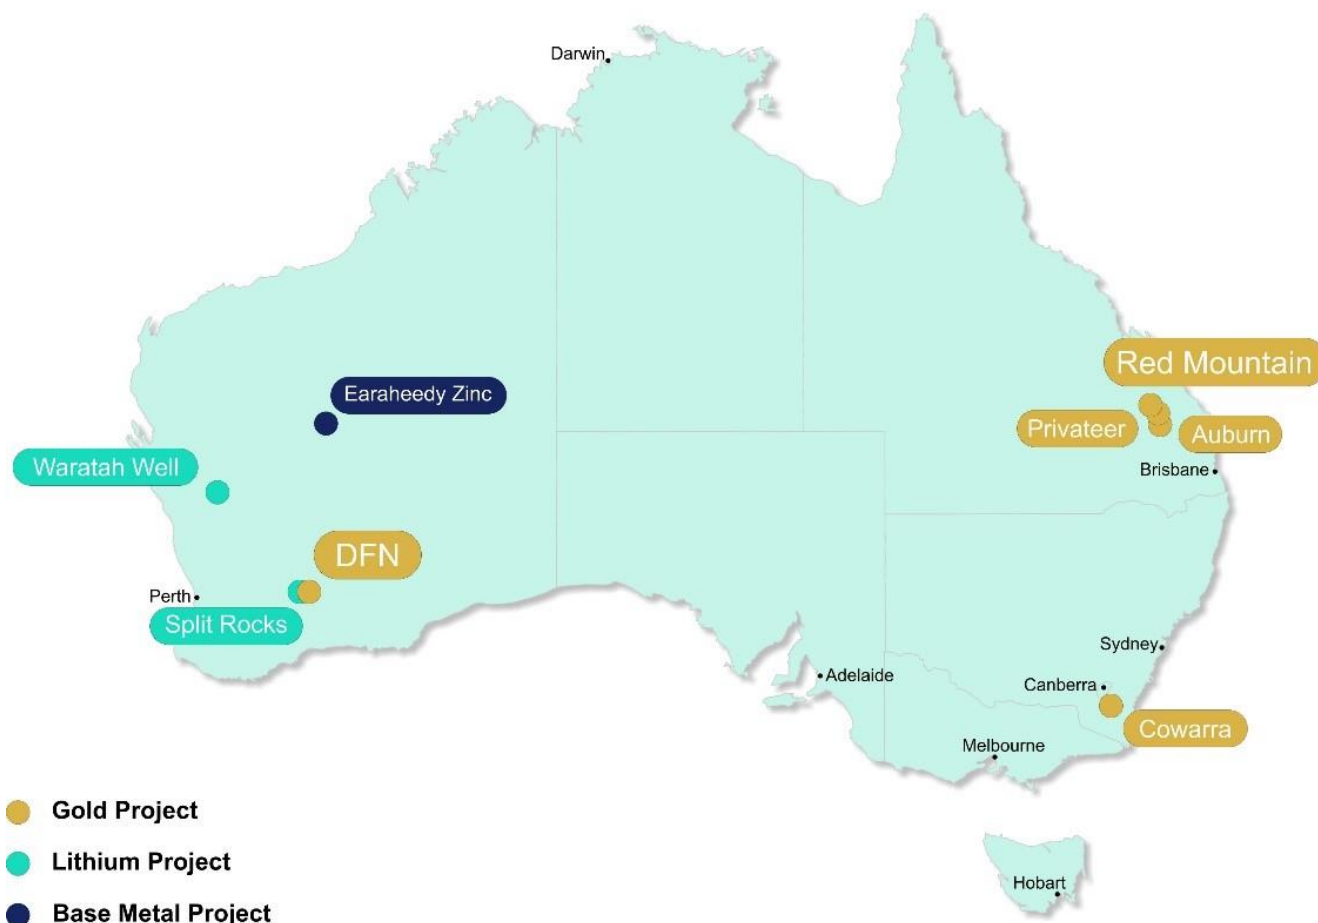 Darwin
Red Mountain
Earaheedy Zinc
Privateer
Auburn
Waratah Well
Brisbane
DFN
Perth
Split Rocks
Sydney
Adelaide
Canberra
Cowarra
Melbourne
Gold Project
Lithium Project
Hobart
Base Metal Project